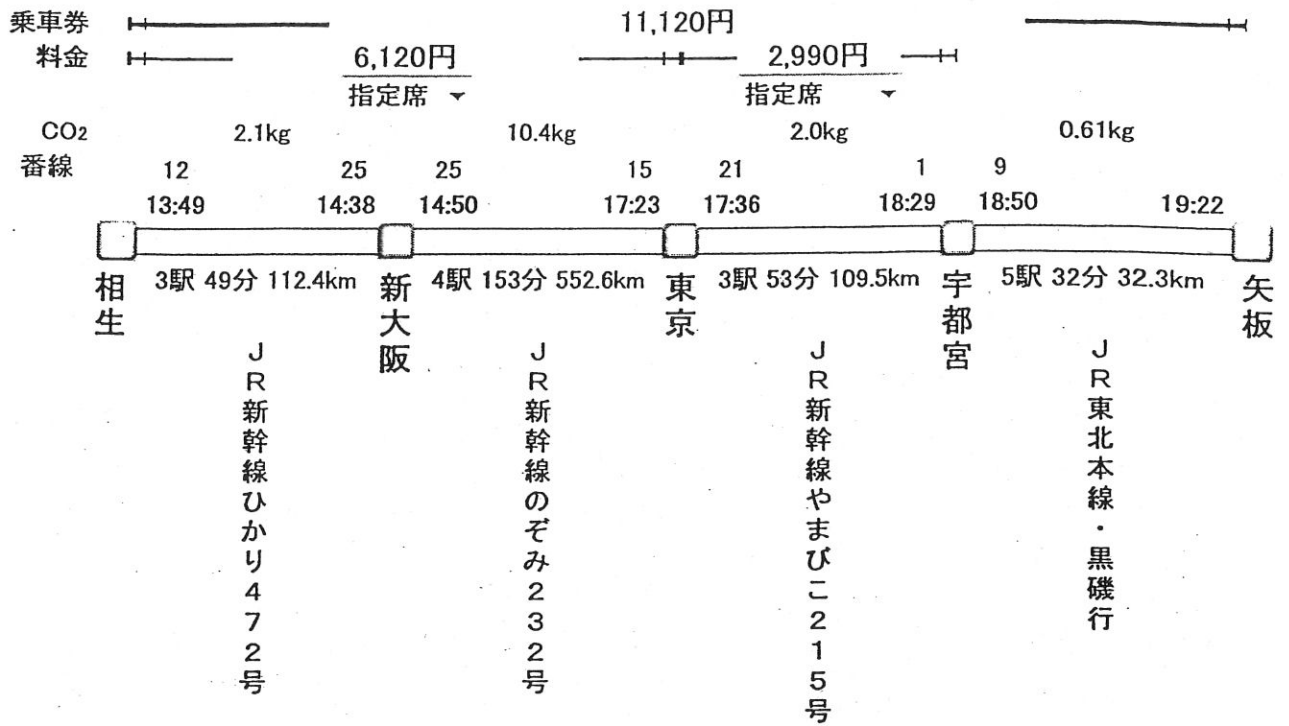 乗車券 11,120円
料金 6,120円 2,990円
指定席 ▼ 指定席 ▼
CO2 2.1kg 10.4kg 2.0kg 0.61kg
番線 12 25 25 15 21 1 9
13:49 14:38 14:50 17:23 17:36 18:29 18:50 19:22
3駅 49分 112.4km 4駅 153分 552.6km 3駅 53分 109.5km 5駅 32分 32.3km
相生
新大阪
東京
宇都宮
矢板
JR新幹線ひかり472号
JR新幹線のぞみ232号
JR新幹線やまびこ215号
JR東北本線・黒磯行